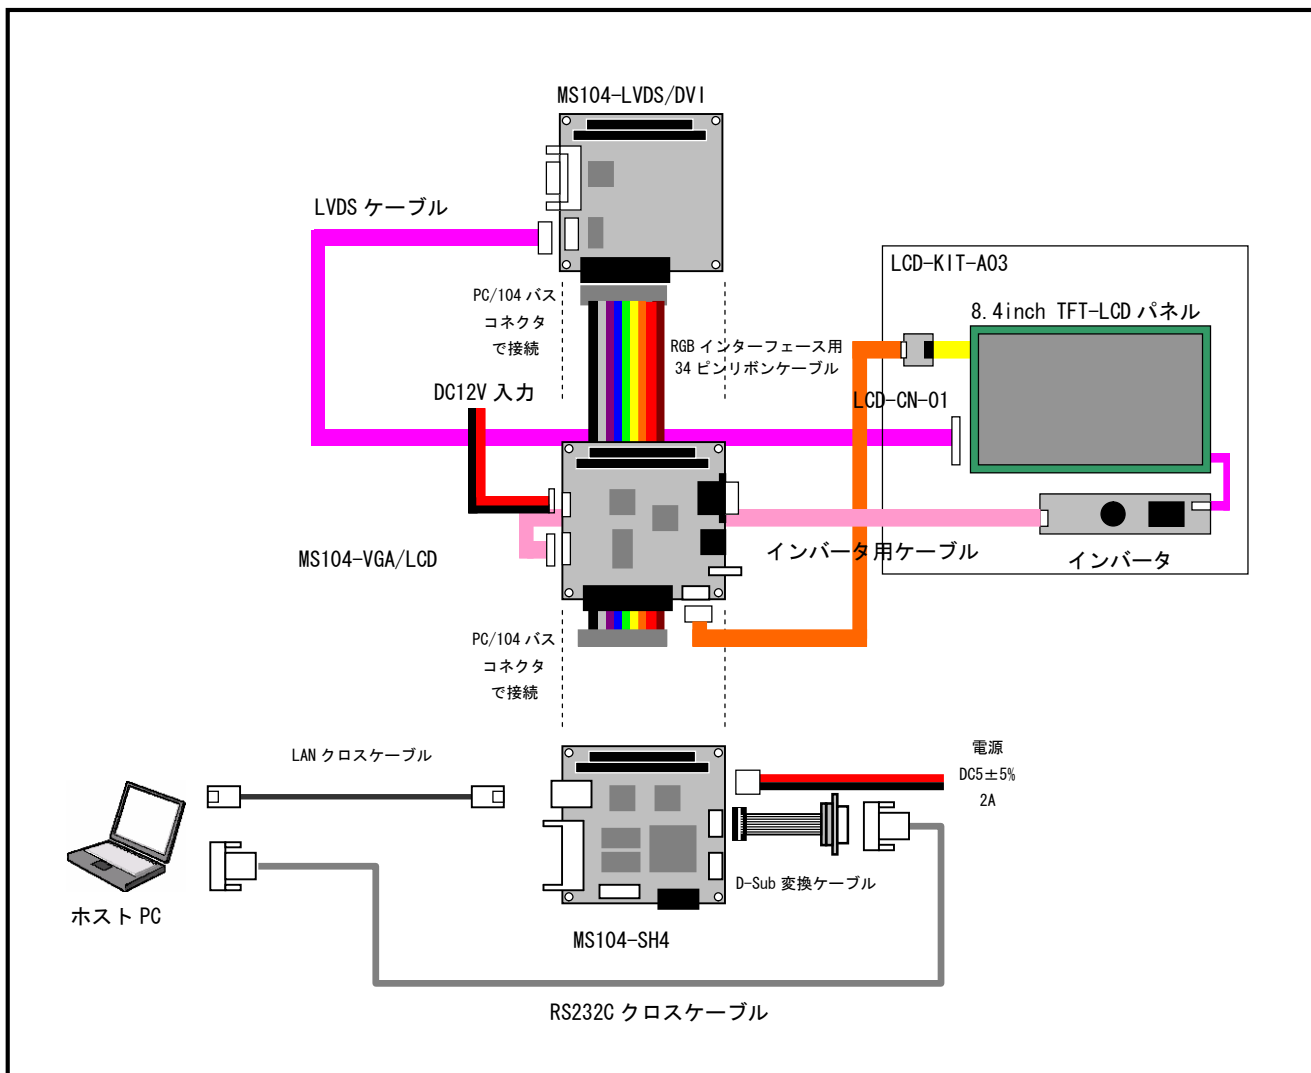 MS104-LVDS/DVI
LVDS ケーブル
LCD-KIT-A03
PC/104 バス
コネクタ
で接続
8.4inch TFT-LCD パネル
RGB インターフェース用
34 ピンリボンケーブル
DC12V 入力
LCD-CN-01
MS104-VGA/LCD
インバータ用ケーブル
インバータ
PC/104 バス
コネクタ
で接続
LAN クロスケーブル
電源
DC5±5%
2A
D-Sub 変換ケーブル
ホスト PC
MS104-SH4
RS232C クロスケーブル